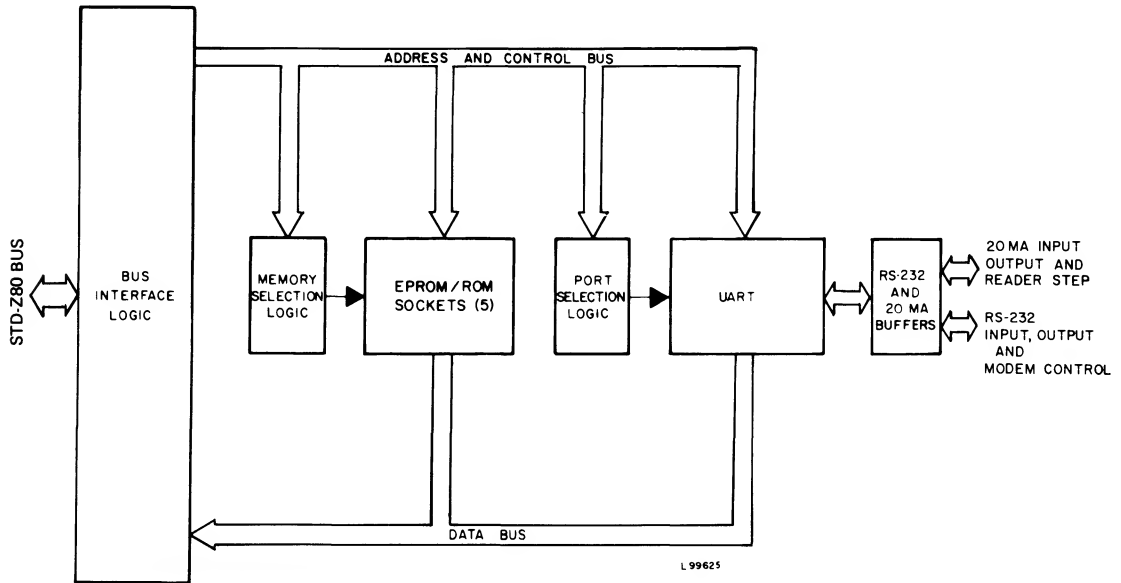 ADDRESS AND CONTROL BUS
STD-Z80 BUS
BUS
INTERFACE
LOGIC
MEMORY
SELECTION
LOGIC
EPROM/ROM
SOCKETS (5)
PORT
SELECTION
LOGIC
UART
RS-232
AND
20 MA
BUFFERS
20 MA INPUT
OUTPUT AND
READER STEP
RS-232
INPUT, OUTPUT
AND
MODEM CONTROL
DATA BUS
L99625